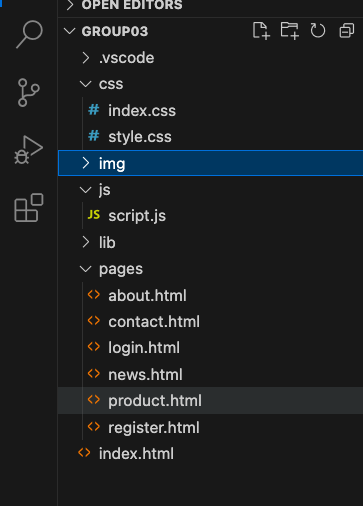 OPEN EDITORS
GROUP03
.vscode
css
# index.css
# style.css
img
js
JS script.js
lib
pages
<> about.html
<> contact.html
<> login.html
<> news.html
<> product.html
<> register.html
<> index.html